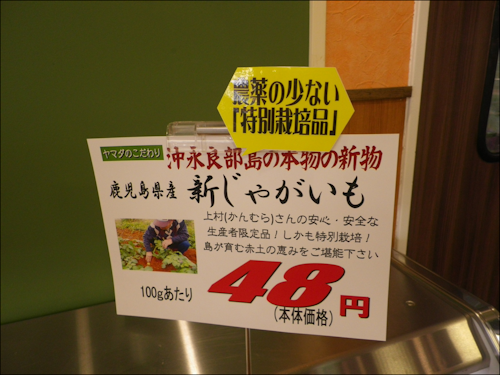 農薬の少ない
『特別栽培品』
ヤマダのこだわり
沖永良部島の本物の新物
鹿児島県産 新じゃがいも
上村(かんむら)さんの安心・安全な
生産者限定品!しかも特別栽培!
島が育む赤土の恵みをご堪能下さい
100gあたり
48円
(本体価格)